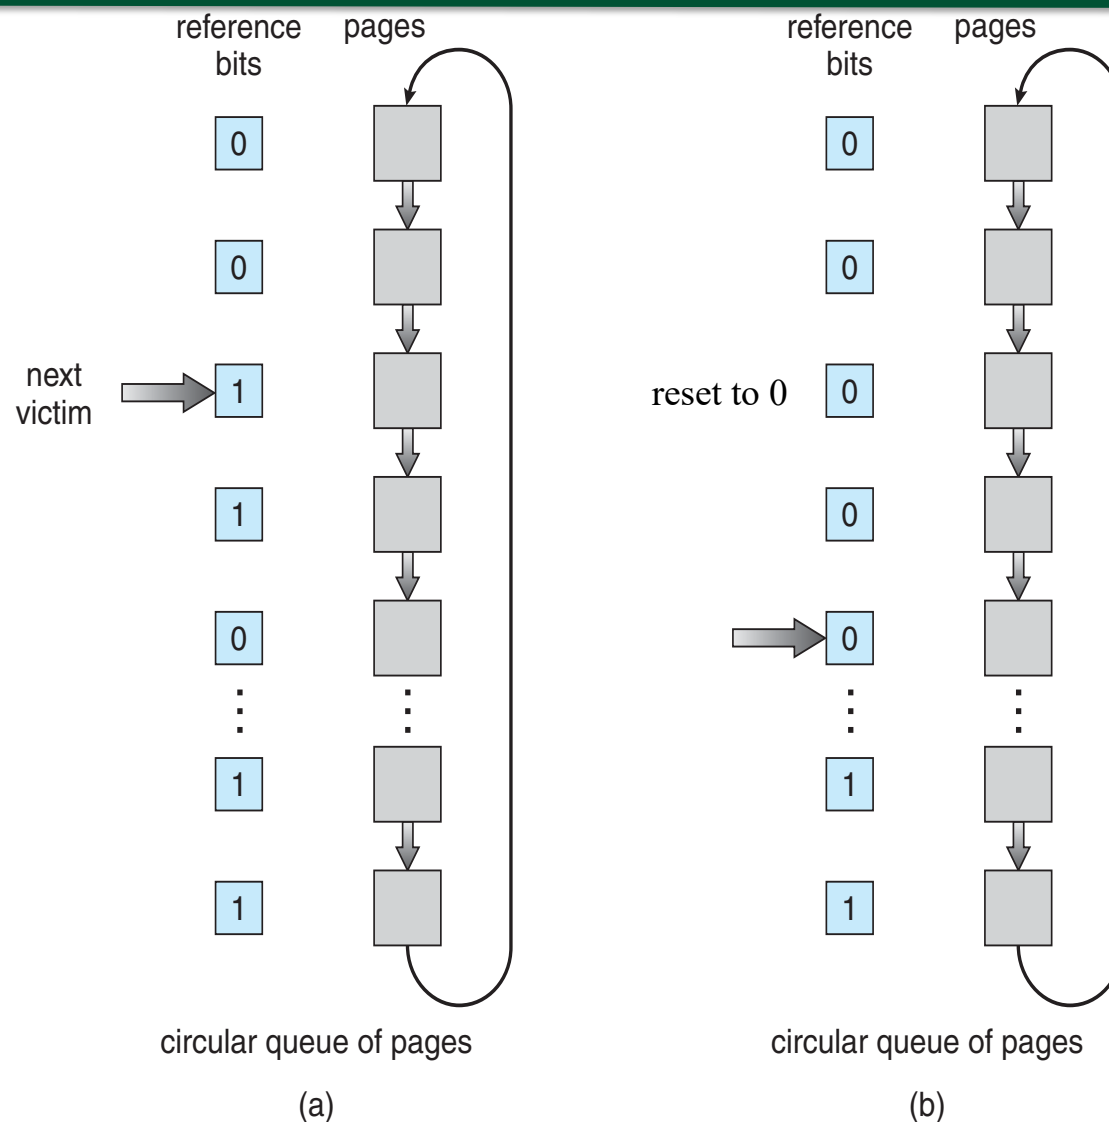 reference pages
bits
0
0
next
victim
1
1
0
1
1
circular queue of pages
(a)
reference pages
bits
0
0
reset to 0 0
0
0
1
1
circular queue of pages
(b)